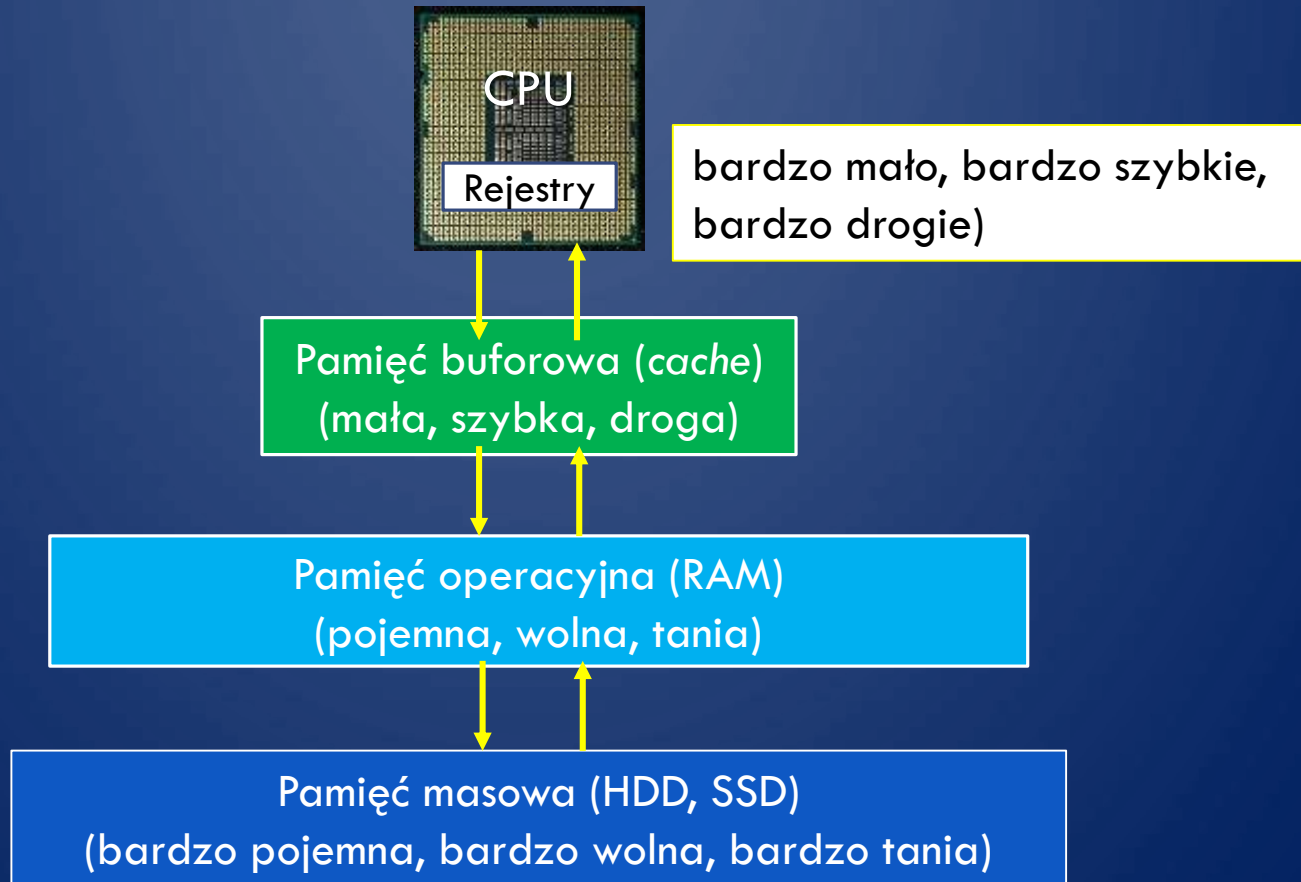 CPU
Rejestry
bardzo mało, bardzo szybkie,
bardzo drogie)
Pamięć buforowa (cache)
(mała, szybka, droga)
Pamięć operacyjna (RAM)
(pojemna, wolna, tania)
Pamięć masowa (HDD, SSD)
(bardzo pojemna, bardzo wolna, bardzo tania)